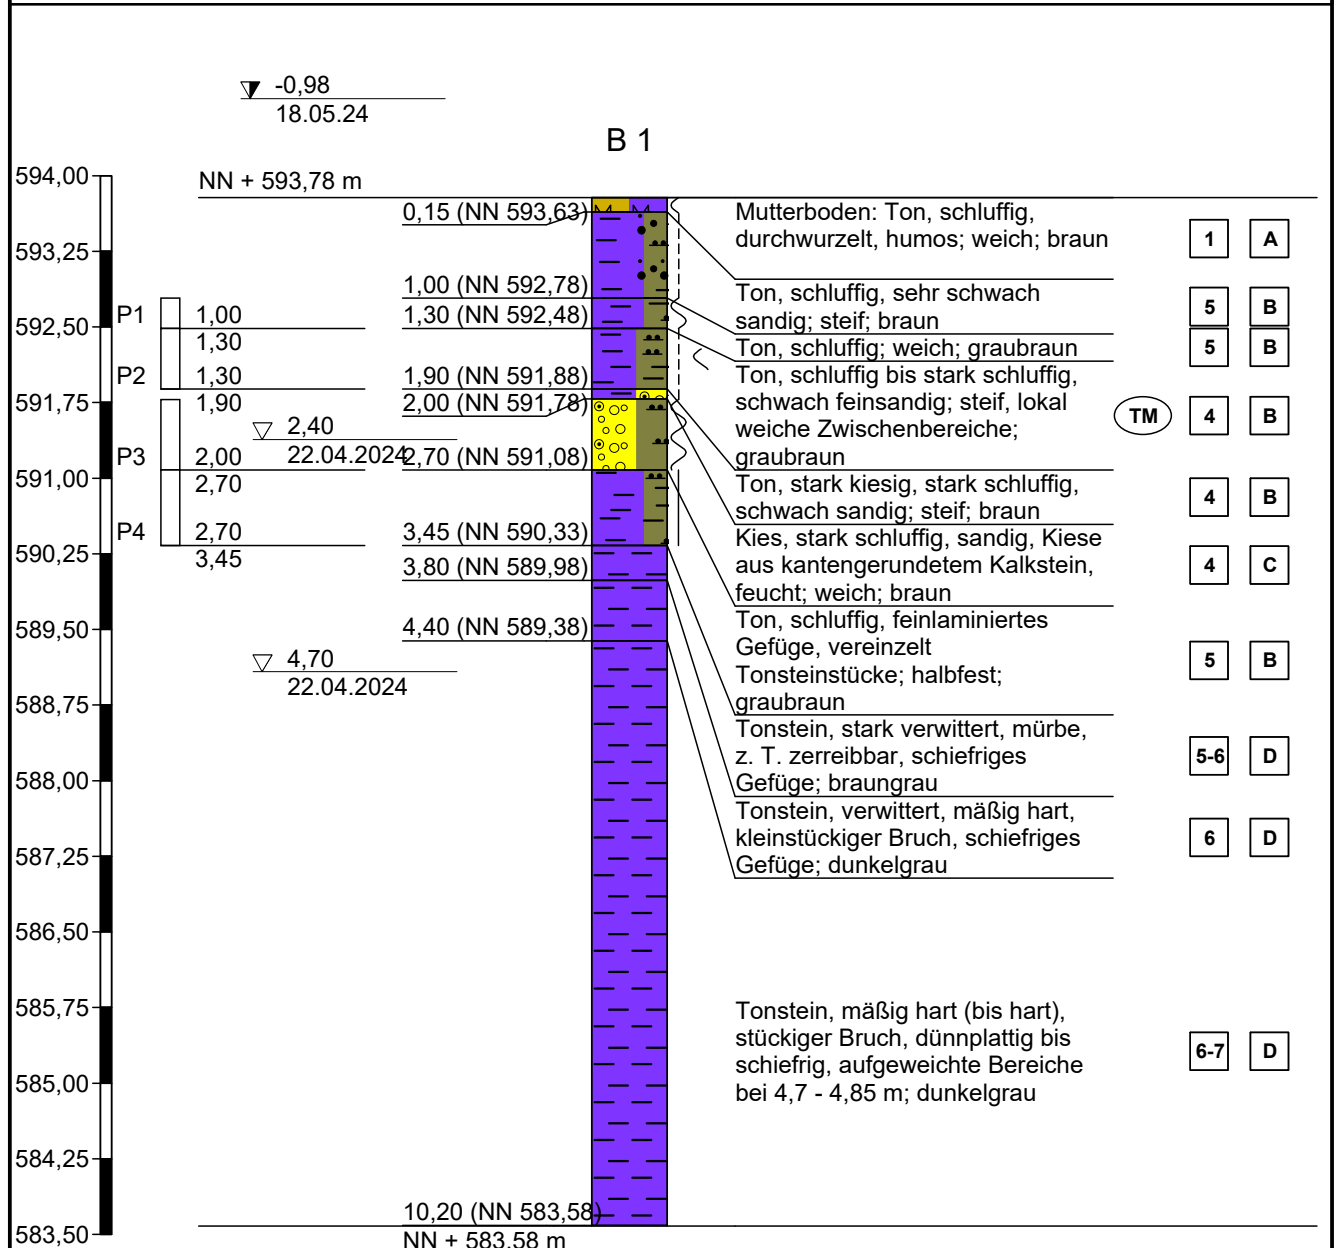 -0,98
18.05.24
B 1
594,00
NN + 593,78 m
0,15 (NN 593,63)
Mutterboden: Ton, schluffig,
durchwurzelt, humos; weich; braun
1 A
593,25
1,00 (NN 592,78)
Ton, schluffig, sehr schwach
sandig; steif; braun
5 B
P1 1,00
1,30
592,50
1,30 (NN 592,48)
Ton, schluffig; weich; graubraun
5 B
P2 1,30
1,90
1,90 (NN 591,88)
Ton, schluffig bis stark schluffig,
schwach feinsandig; steif, lokal
weiche Zwischenbereiche;
graubraun
TM 4 B
591,75
2,00 (NN 591,78)
2,40
22.04.2024
Ton, stark kiesig, stark schluffig,
schwach sandig; steif; braun
4 B
P3 2,00
2,70
2,70 (NN 591,08)
591,00
Kies, stark schluffig, sandig, Kiese
aus kantengerundetem Kalkstein,
feucht; weich; braun
4 C
P4 2,70
3,45
3,45 (NN 590,33)
590,25
Ton, schluffig, feinlaminiertes
Gefüge, vereinzelt
Tonsteinstücke; halbfest;
graubraun
5 B
3,80 (NN 589,98)
Tonstein, stark verwittert, mürbe,
z. T. zerreibbar, schiefriges
Gefüge; braungrau
5-6 D
589,50
4,40 (NN 589,38)
Tonstein, verwittert, mäßig hart,
kleinstückiger Bruch, schiefriges
Gefüge; dunkelgrau
6 D
4,70
22.04.2024
588,75
588,00
587,25
586,50
585,75
Tonstein, mäßig hart (bis hart),
stückiger Bruch, dünnplattig bis
schiefrig, aufgeweichte Bereiche
bei 4,7 - 4,85 m; dunkelgrau
6-7 D
585,00
584,25
10,20 (NN 583,58)
583,50
NN + 583,58 m